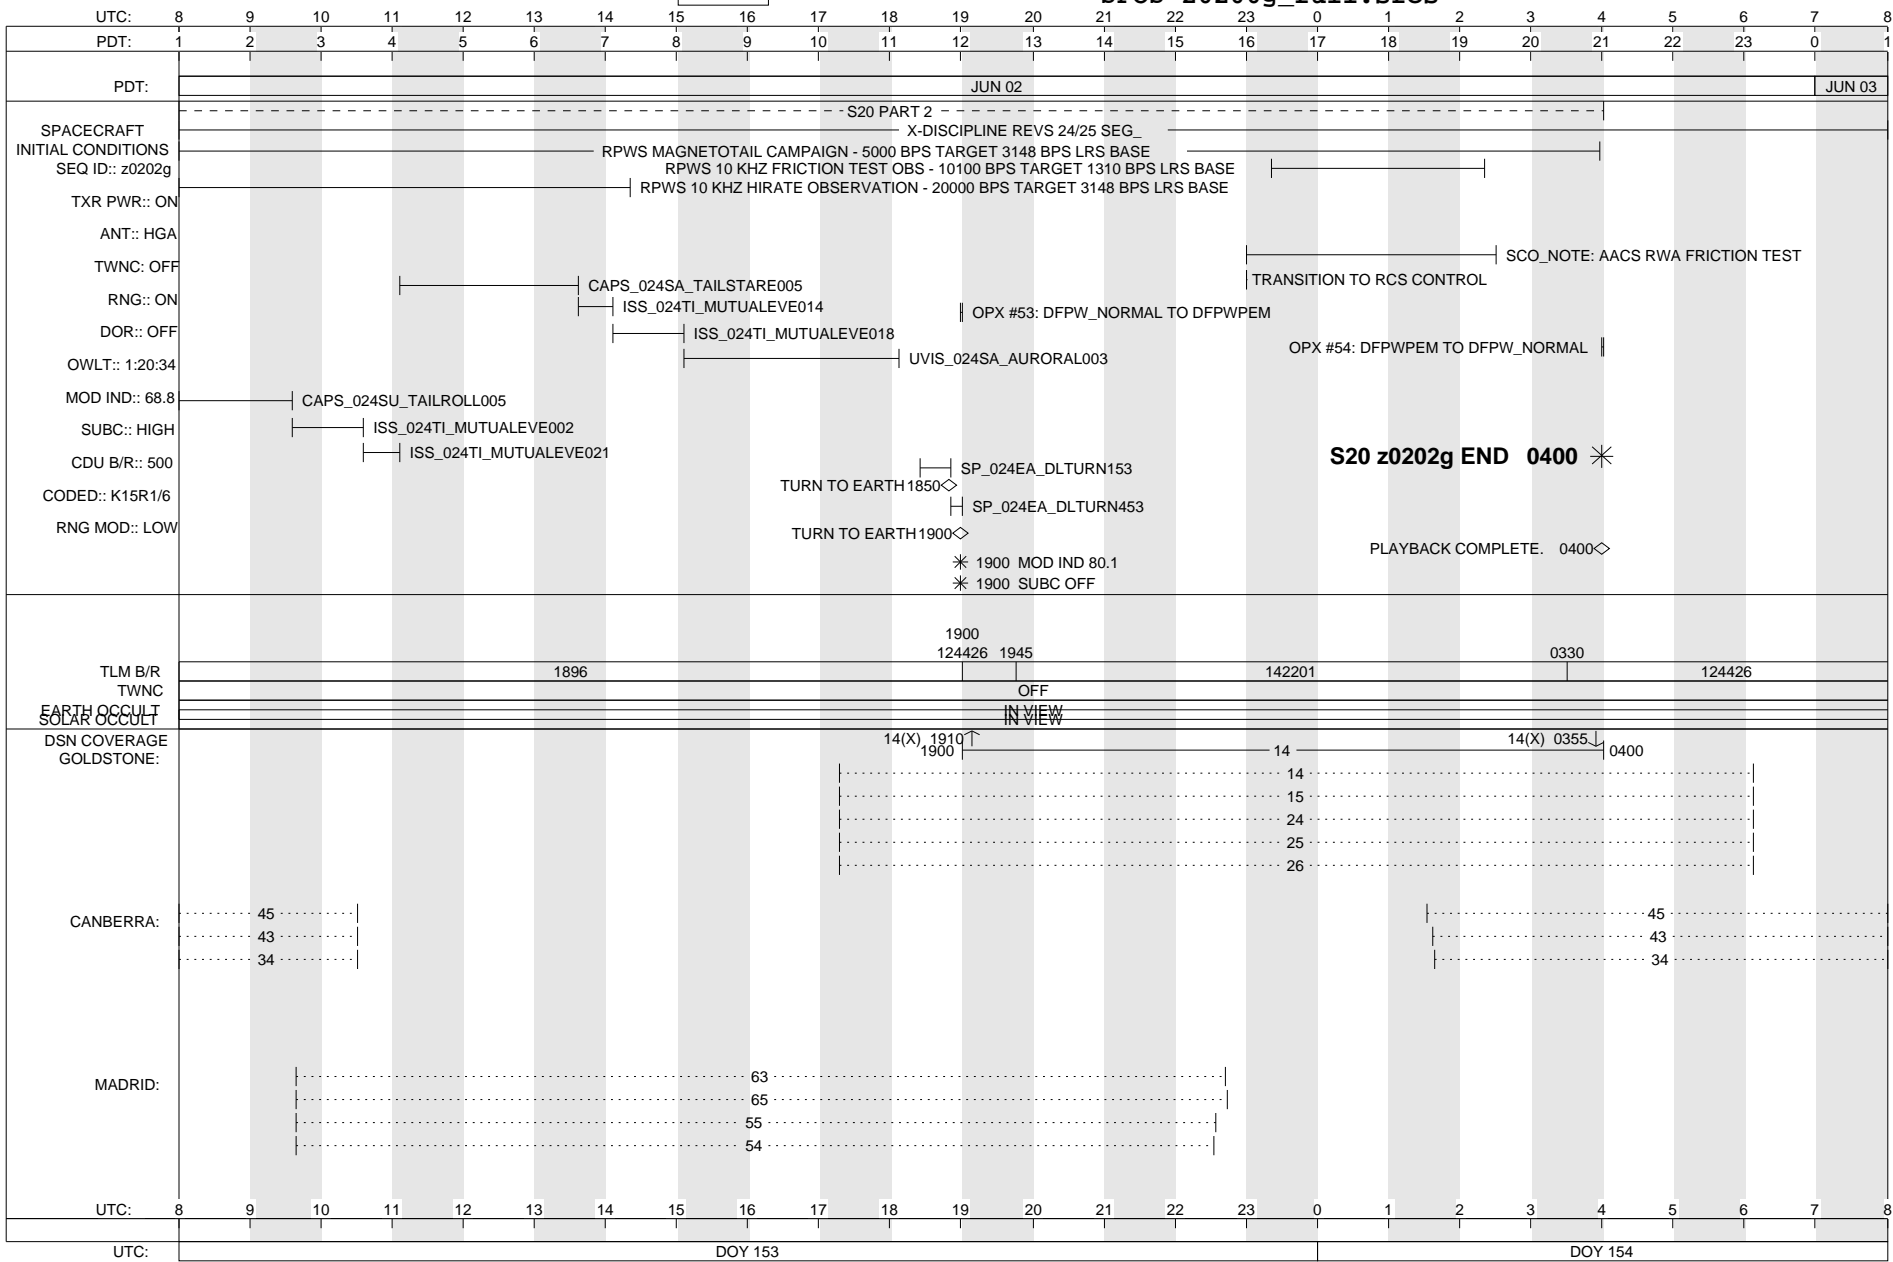 UTC: 8 9 10 11 12 13 14 15 16 17 18 19 20 21 22 23 0 1 2 3 4 5 6 7 8
PDT: 1 2 3 4 5 6 7 8 9 10 11 12 13 14 15 16 17 18 19 20 21 22 23 0 1
PDT: JUN 02 JUN 03
S20 PART 2
SPACECRAFT
X-DISCIPLINE REVS 24/25 SEG_
INITIAL CONDITIONS
RPWS MAGNETOTAIL CAMPAIGN - 5000 BPS TARGET 3148 BPS LRS BASE
SEQ ID:: z0202g
RPWS 10 KHZ FRICTION TEST OBS - 10100 BPS TARGET 1310 BPS LRS BASE
RPWS 10 KHZ HIRATE OBSERVATION - 20000 BPS TARGET 3148 BPS LRS BASE
TXR PWR:: ON
ANT:: HGA
SCO_NOTE: AACS RWA FRICTION TEST
TWNC: OFF
TRANSITION TO RCS CONTROL
CAPS_024SA_TAILSTARE005
RNG:: ON
ISS_024TI_MUTUALEVE014
OPX #53: DFPW_NORMAL TO DFPWPEM
DOR:: OFF
ISS_024TI_MUTUALEVE018
OPX #54: DFPWPEM TO DFPW_NORMAL
OWLT:: 1:20:34
UVIS_024SA_AURORAL003
MOD IND:: 68.8
CAPS_024SU_TAILROLL005
SUBC:: HIGH
ISS_024TI_MUTUALEVE002
ISS_024TI_MUTUALEVE021
S20 z0202g END 0400
CDU B/R:: 500
SP_024EA_DLTURN153
TURN TO EARTH 1850
CODED:: K15R1/6
SP_024EA_DLTURN453
RNG MOD:: LOW
TURN TO EARTH 1900
PLAYBACK COMPLETE. 0400
1900 MOD IND 80.1
1900 SUBC OFF
1900
124426 1945 0330
TLM B/R 1896 142201 124426
TWNC OFF
EARTH OCCULT IN VIEW
SOLAR OCCULT IN VIEW
DSN COVERAGE 14(X) 1910 14(X) 0355
GOLDSTONE: 1900 14 0400
14
15
24
25
26
CANBERRA: 45 45
43 43
34 34
MADRID: 63
65
55
54
UTC: 8 9 10 11 12 13 14 15 16 17 18 19 20 21 22 23 0 1 2 3 4 5 6 7 8
UTC: DOY 153 DOY 154